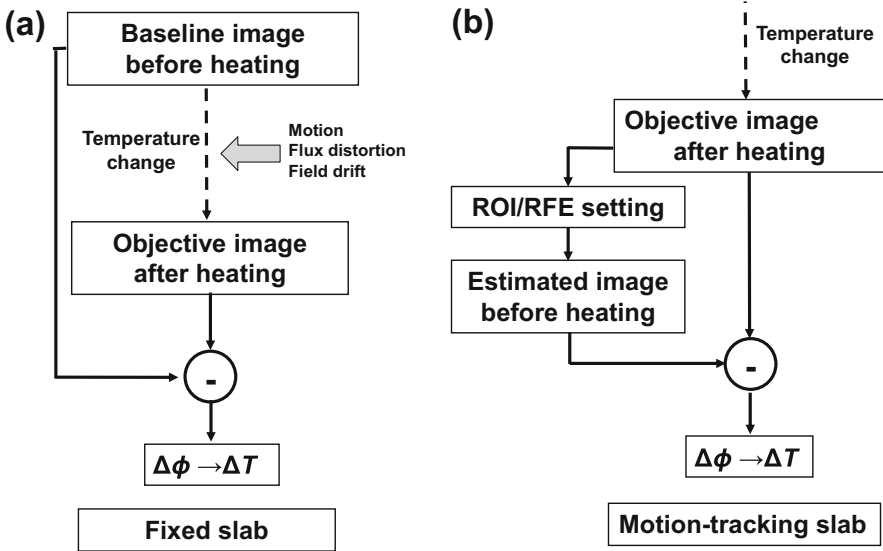 (a)
Baseline image
before heating
Temperature
change
Motion
Flux distortion
Field drift
Objective image
after heating
-
Δϕ →ΔT
Fixed slab
(b)
Temperature
change
Objective image
after heating
ROI/RFE setting
Estimated image
before heating
-
Δϕ →ΔT
Motion-tracking slab